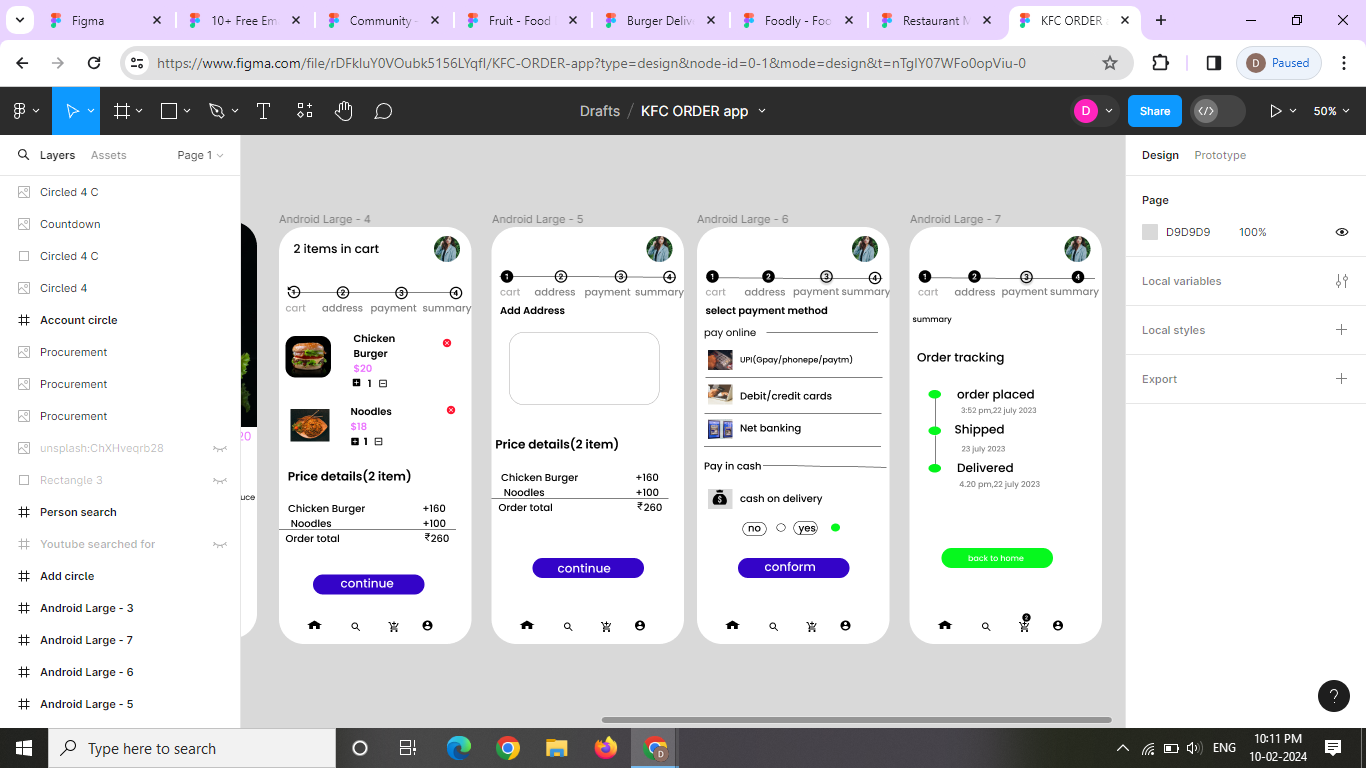 Figma
10+ Free Em
Community -
Fruit - Food
Burger Deliv
Foodly - Foo
Restaurant M
KFC ORDER a
https://www.figma.com/file/rDFkluY0VOubk5156LYqfI/KFC-ORDER-app?type=design&node-id=0-1&mode=design&t=nTglY07WFo0opViu-0
D Paused
Drafts / KFC ORDER app
D
Share
50%
Layers
Assets
Page 1
Circled 4 C
Countdown
Circled 4 C
Circled 4
Account circle
Procurement
Procurement
Procurement
unsplash:ChXHveqrb28
Rectangle 3
Person search
Youtube searched for
Add circle
Android Large - 3
Android Large - 7
Android Large - 6
Android Large - 5
20
uce
Android Large - 4
2 items in cart
1 2 3 4
cart address payment summary
Chicken
Burger
$20
1
Noodles
$18
1
Price details(2 item)
Chicken Burger +160
Noodles +100
Order total ₹260
continue
Android Large - 5
1 2 3 4
cart address payment summary
Add Address
Price details(2 item)
Chicken Burger +160
Noodles +100
Order total ₹260
continue
Android Large - 6
1 2 3 4
cart address payment summary
select payment method
pay online
UPI(Gpay/phonepe/paytm)
Debit/credit cards
Net banking
Pay in cash
$
cash on delivery
no yes
conform
Android Large - 7
1 2 3 4
cart address payment summary
summary
Order tracking
order placed
3:52 pm,22 july 2023
Shipped
23 july 2023
Delivered
4.20 pm,22 july 2023
back to home
2
Design
Prototype
Page
D9D9D9 100%
Local variables
Local styles
Export
?
Type here to search
D
ENG
10:11 PM
10-02-2024